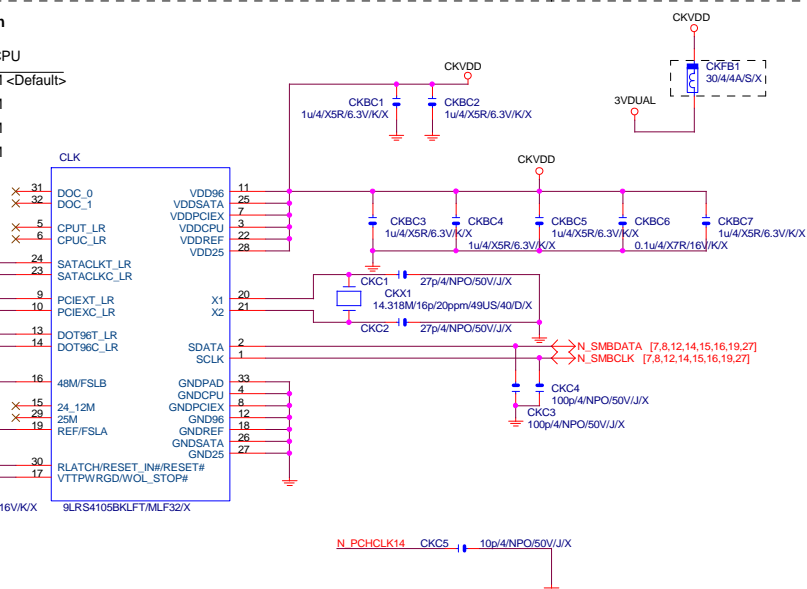 n
CPU
M <Default>
M
M
M
CKVDD
CKFB1
30/4/4A/S/X
3VDUAL
CKVDD
CKBC1
1u/4/X5R/6.3V/K/X
CKBC2
1u/4/X5R/6.3V/K/X
CLK
CKVDD
31 DOC_0
32 DOC_1
5 CPUT_LR
6 CPUC_LR
24 SATACLKT_LR
23 SATACLKC_LR
9 PCIEXT_LR
10 PCIEXC_LR
13 DOT96T_LR
14 DOT96C_LR
16 48M/FSLB
15 24_12M
29 25M
19 REF/FSLA
30 RLATCH/RESET_IN#/RESET#
17 VTTPWRGD/WOL_STOP#
VDD96 11
VDDSATA 25
VDDPCIEX 7
VDDCPU 3
VDDREF 22
VDD25 28
X1 20
X2 21
SDATA 2
SCLK 1
GNDPAD 33
GNDCPU 4
GNDPCIEX 8
GND96 12
GNDREF 18
GNDSATA 26
GND25 27
CKBC3
1u/4/X5R/6.3V/K/X
CKBC4
1u/4/X5R/6.3V/K/X
CKBC5
1u/4/X5R/6.3V/K/X
CKBC6
0.1u/4/X7R/16V/K/X
CKBC7
1u/4/X5R/6.3V/K/X
CKC1 27p/4/NPO/50V/J/X
CKX1
14.318M/16p/20ppm/49US/40/D/X
CKC2 27p/4/NPO/50V/J/X
N_SMBDATA [7,8,12,14,15,16,19,27]
N_SMBCLK [7,8,12,14,15,16,19,27]
CKC4
100p/4/NPO/50V/J/X
CKC3
100p/4/NPO/50V/J/X
16V/K/X
9LRS4105BKLFT/MLF32/X
N_PCHCLK14 CKC5 10p/4/NPO/50V/J/X